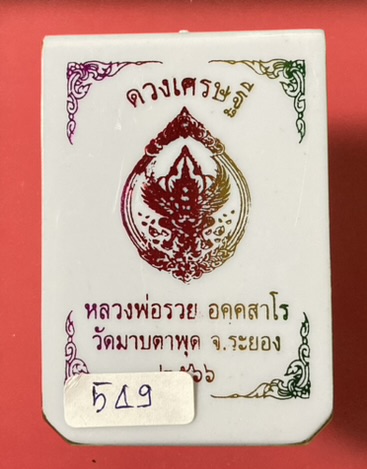 ดวงเศรษฐี
หลวงพ่อรวย อคคสาโร
วัดมาบตาพุด จ.ระยอง